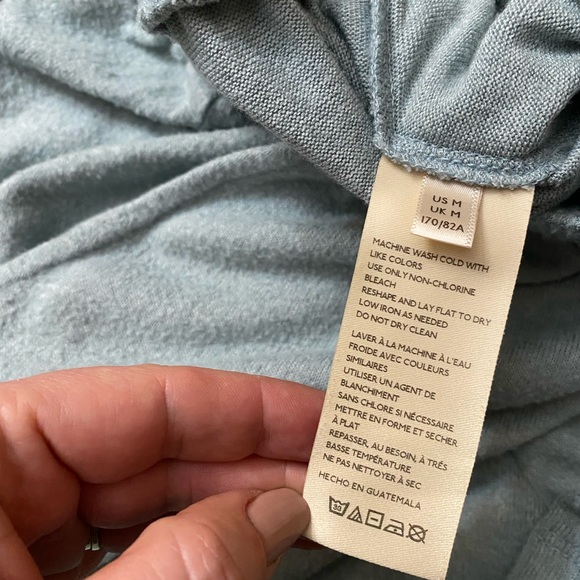 US M
UK M
170/82A
MACHINE WASH COLD WITH
LIKE COLORS
USE ONLY NON-CHLORINE
BLEACH
RESHAPE AND LAY FLAT TO DRY
LOW IRON AS NEEDED
DO NOT DRY CLEAN
LAVER À LA MACHINE À L'EAU
FROIDE AVEC COULEURS
SIMILAIRES
UTILISER UN AGENT DE
BLANCHIMENT
SANS CHLORE SI NÉCESSAIRE
METTRE EN FORME ET SECHER
À PLAT
REPASSER, AU BESOIN, À TRÉS
BASSE TEMPÉRATURE
NE PAS NETTOYER À SEC
HECHO EN GUATEMALA
30